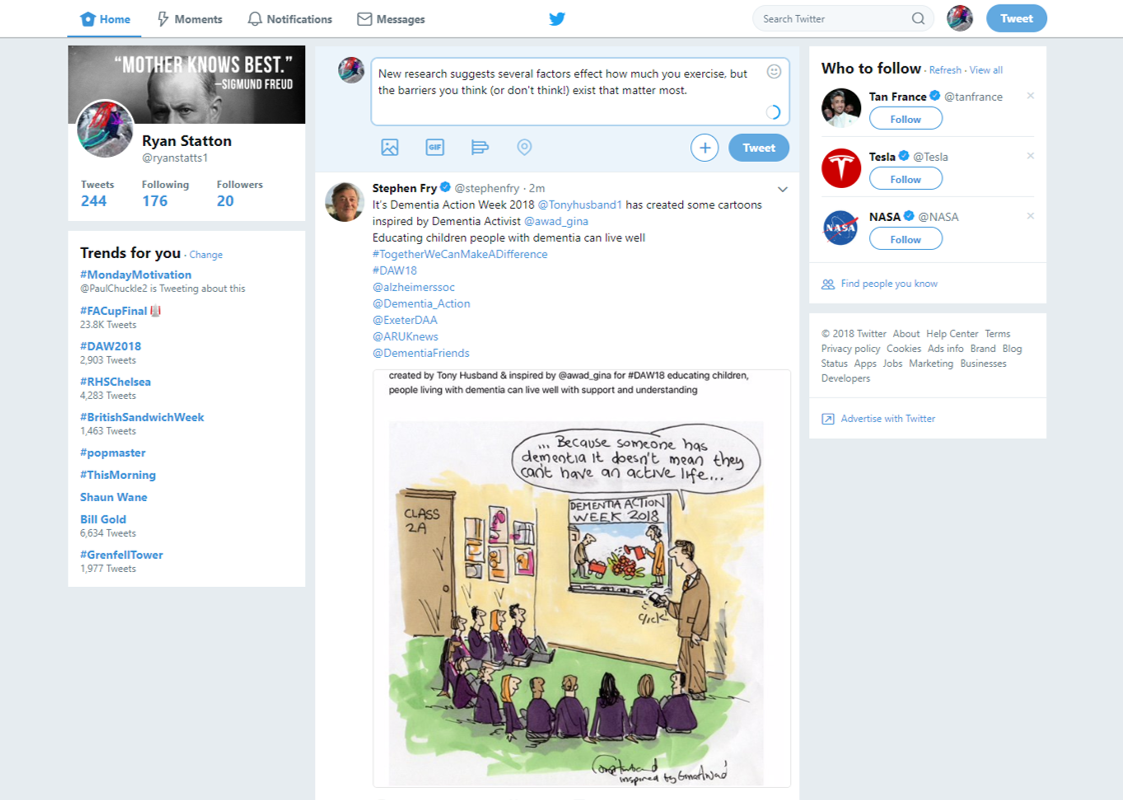 Home Moments Notifications Messages Search Twitter Tweet
“MOTHER KNOWS BEST.”
—SIGMUND FREUD
Ryan Statton
@ryanstatts1
Tweets Following Followers
244 176 20
Trends for you · Change
#MondayMotivation
@PaulChuckle2 is Tweeting about this
#FACupFinal
23.8K Tweets
#DAW2018
2,903 Tweets
#RHSChelsea
4,283 Tweets
#BritishSandwichWeek
1,463 Tweets
#popmaster
#ThisMorning
Shaun Wane
Bill Gold
6,634 Tweets
#GrenfellTower
1,977 Tweets
New research suggests several factors effect how much you exercise, but
the barriers you think (or don't think!) exist that matter most.
GIF
Tweet
Stephen Fry @stephenfry · 2m
It's Dementia Action Week 2018 @Tonyhusband1 has created some cartoons
inspired by Dementia Activist @awad_gina
Educating children people with dementia can live well
#TogetherWeCanMakeADifference
#DAW18
@alzheimerssoc
@Dementia_Action
@ExeterDAA
@ARUKnews
@DementiaFriends
created by Tony Husband & inspired by @awad_gina for #DAW18 educating children,
people living with dementia can live well with support and understanding
... Because someone has
dementia it doesn't mean they
can't have an active life...
CLASS
2A
DEMENTIA ACTION
WEEK 2018
click
Tony Husband
inspired by Gina Awad
Who to follow · Refresh · View all
Tan France @tanfrance
Follow
Tesla @Tesla
Follow
NASA
NASA @NASA
Follow
Find people you know
© 2018 Twitter About Help Center Terms
Privacy policy Cookies Ads info Brand Blog
Status Apps Jobs Marketing Businesses
Developers
Advertise with Twitter